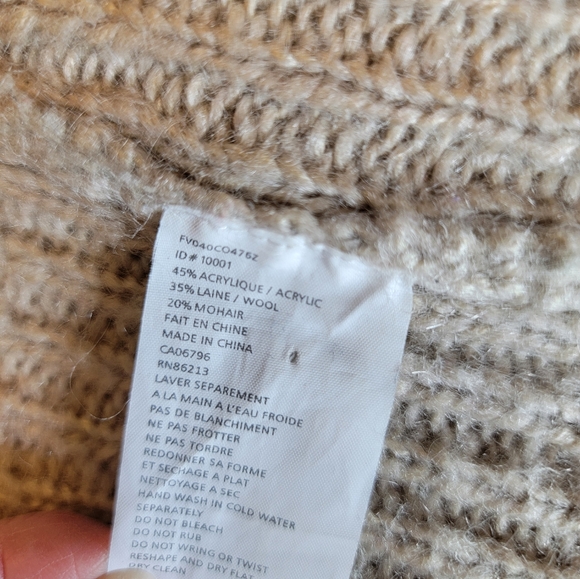 FV040CO476Z
ID# 10001
45% ACRYLIQUE / ACRYLIC
35% LAINE / WOOL
20% MOHAIR
FAIT EN CHINE
MADE IN CHINA
CA06796
RN86213
LAVER SEPAREMENT
A LA MAIN A L'EAU FROIDE
PAS DE BLANCHIMENT
NE PAS FROTTER
NE PAS TORDRE
REDONNER SA FORME
ET SECHAGE A PLAT
NETTOYAGE A SEC
HAND WASH IN COLD WATER
SEPARATELY
DO NOT BLEACH
DO NOT RUB
DO NOT WRING OR TWIST
RESHAPE AND DRY FLAT
DRY CLEAN